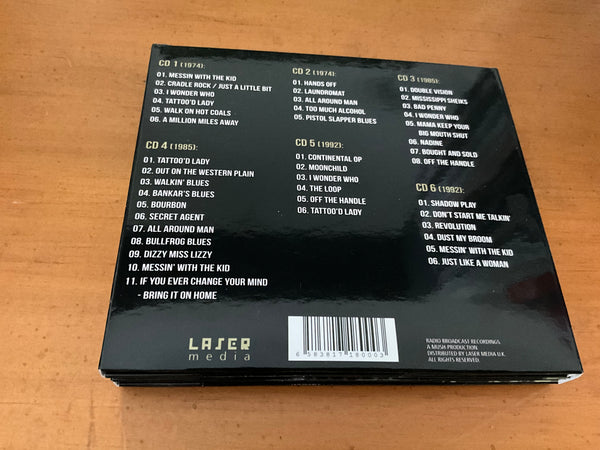 CD 1 (1974):
01. MESSIN WITH THE KID
02. CRADLE ROCK / JUST A LITTLE BIT
03. I WONDER WHO
04. TATTOO'D LADY
05. WALK ON HOT COALS
06. A MILLION MILES AWAY
CD 2 (1974):
01. HANDS OFF
02. LAUNDROMAT
03. ALL AROUND MAN
04. TOO MUCH ALCOHOL
05. PISTOL SLAPPER BLUES
CD 3 (1985):
01. DOUBLE VISION
02. MISSISSIPPI SHEIKS
03. BAD PENNY
04. I WONDER WHO
05. MAMA KEEP YOUR
BIG MOUTH SHUT
06. NADINE
07. BOUGHT AND SOLD
08. OFF THE HANDLE
CD 4 (1985):
01. TATTOO'D LADY
02. OUT ON THE WESTERN PLAIN
03. WALKIN' BLUES
04. BANKAR'S BLUES
05. BOURBON
06. SECRET AGENT
07. ALL AROUND MAN
08. BULLFROG BLUES
09. DIZZY MISS LIZZY
10. MESSIN' WITH THE KID
11. IF YOU EVER CHANGE YOUR MIND
- BRING IT ON HOME
CD 5 (1992):
01. CONTINENTAL OP
02. MOONCHILD
03. I WONDER WHO
04. THE LOOP
05. OFF THE HANDLE
06. TATTOO'D LADY
CD 6 (1992):
01. SHADOW PLAY
02. DON'T START ME TALKIN'
03. REVOLUTION
04. DUST MY BROOM
05. MESSIN' WITH THE KID
06. JUST LIKE A WOMAN
LASER
media
6 583817 180003
RADIO BROADCAST RECORDINGS.
A MUSH PRODUCTION.
DISTRIBUTED BY LASER MEDIA U.K.
ALL RIGHTS RESERVED.